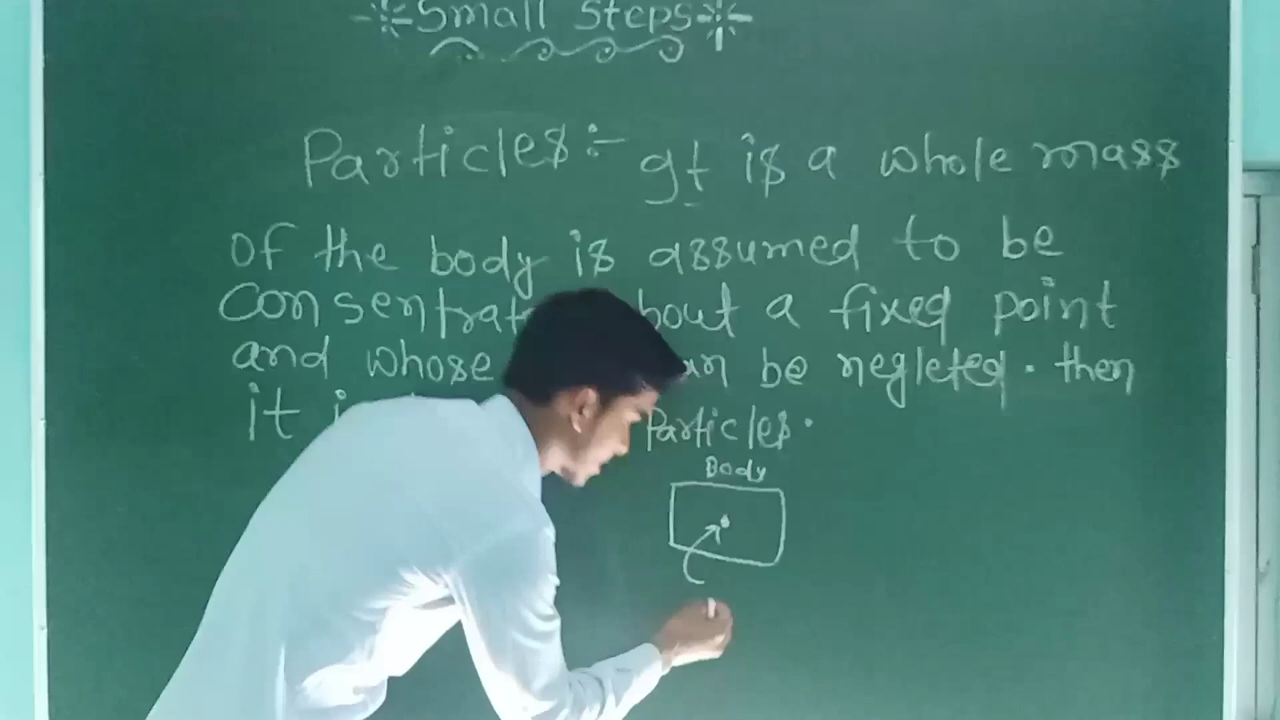 Small Steps
Particles:- It is a whole mass
of the body is assumed to be
Consentrat bout a fixed point
and whose an be negleted. then
it Particles.
Body